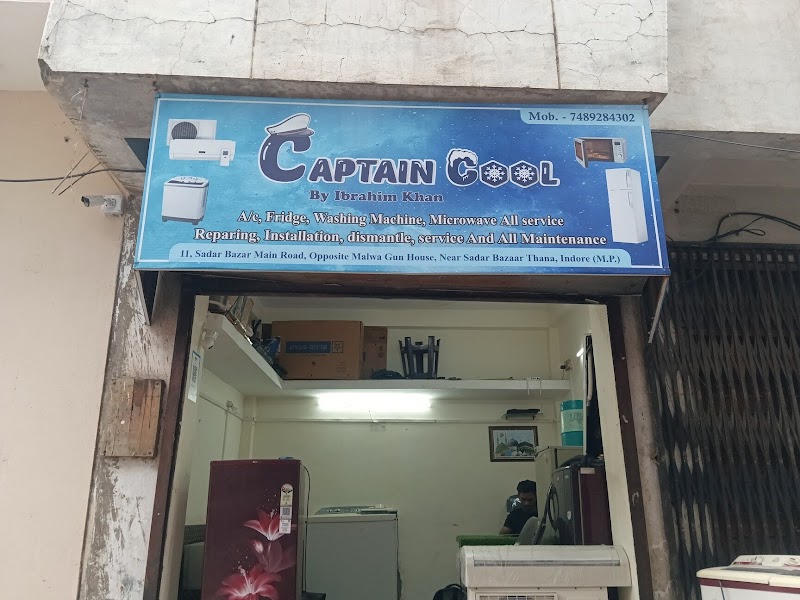 Mob. - 7489284302
CAPTAIN COOL
By Ibrahim Khan
A/c, Fridge, Washing Machine, Microwave All service
Reparing, Installation, dismantle, service And All Maintenance
11, Sadar Bazar Main Road, Opposite Malwa Gun House, Near Sadar Bazaar Thana, Indore (M.P.)